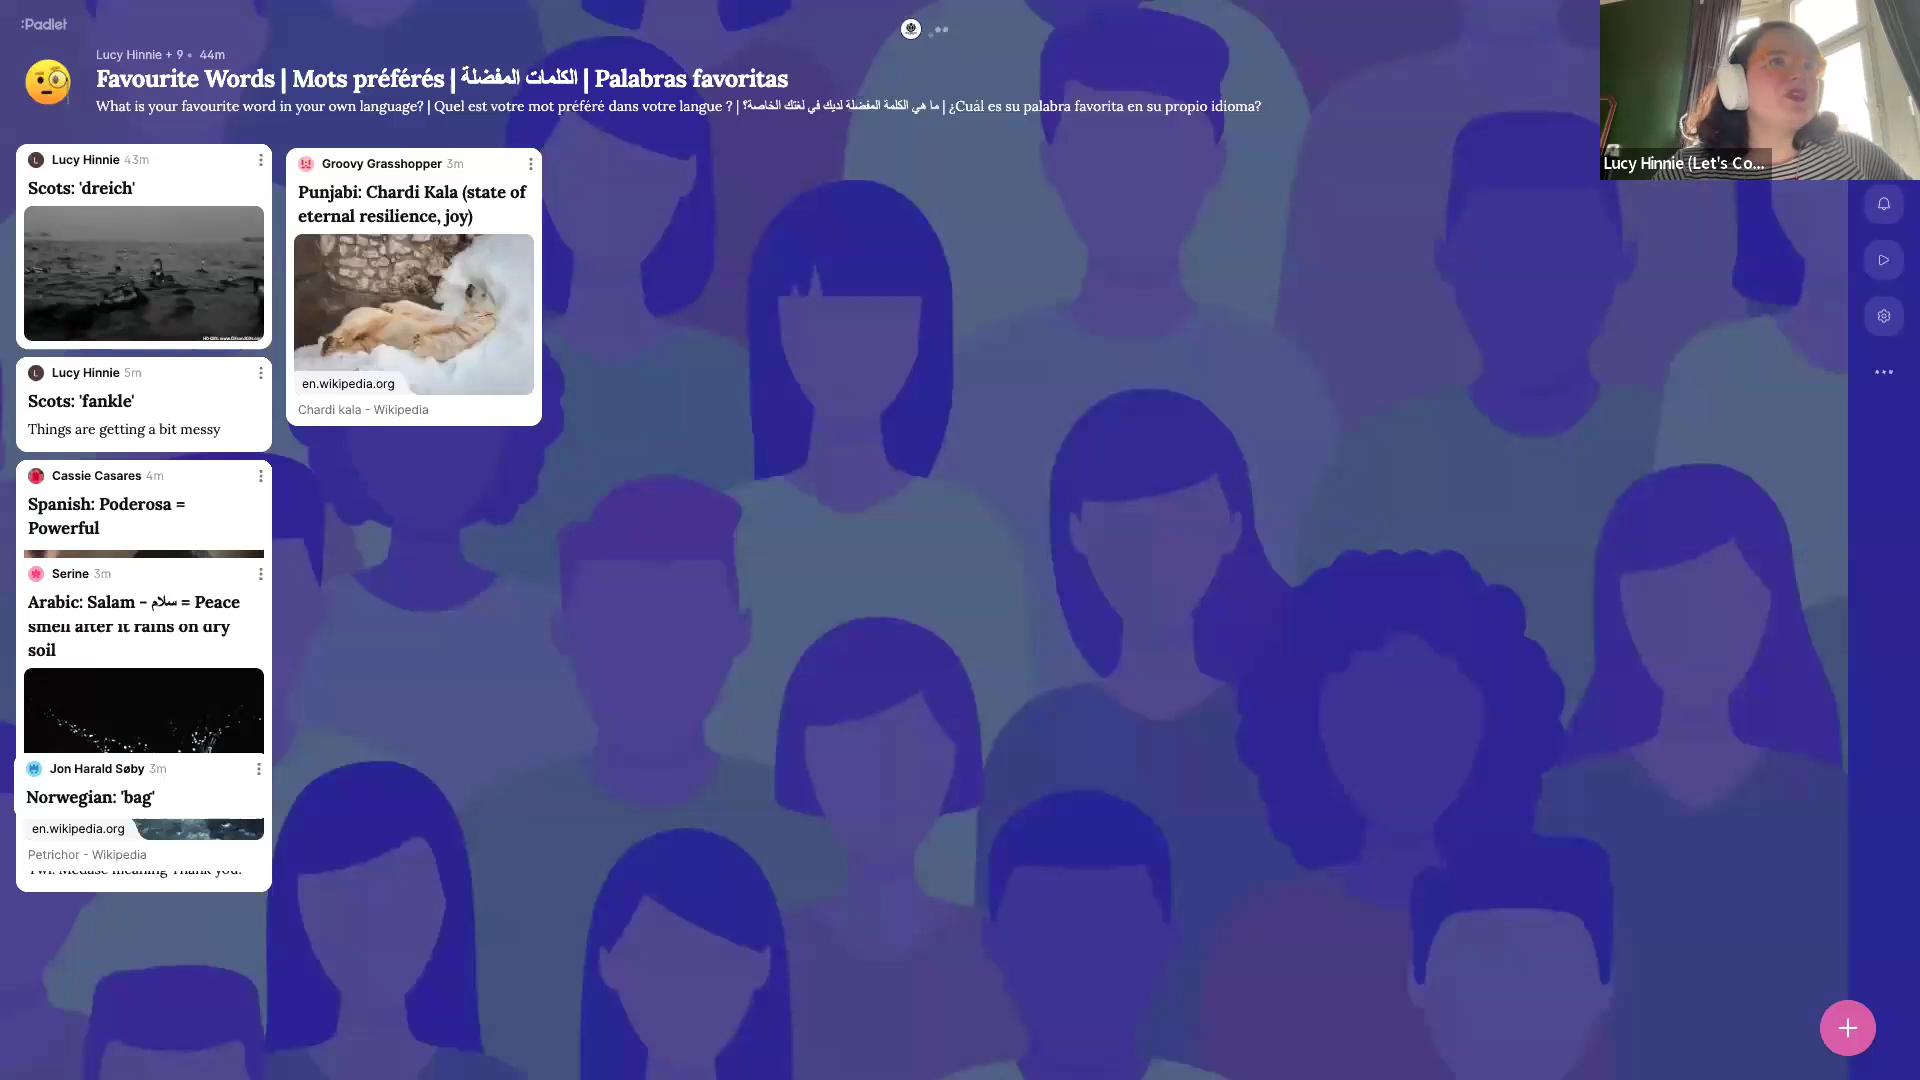 :Padlet
Lucy Hinnie + 9 • 44m
Favourite Words | Mots préférés | الكلمات المفضلة | Palabras favoritas
What is your favourite word in your own language? | Quel est votre mot préféré dans votre langue ? | ما هي الكلمة المفضلة لديك في لغتك الخاصة؟ | ¿Cuál es su palabra favorita en su propio idioma?
Lucy Hinnie (Let's Co...
Lucy Hinnie 43m
Scots: 'dreich'
Lucy Hinnie 5m
Scots: 'fankle'
Things are getting a bit messy
Cassie Casares 4m
Spanish: Poderosa =
Powerful
Serine 3m
Arabic: Salam - سلام = Peace
smell after it rains on dry
soil
Jon Harald Søby 3m
Norwegian: 'bag'
en.wikipedia.org
Petrichor - Wikipedia
Twi: Medase meaning Thank you!
Groovy Grasshopper 3m
Punjabi: Chardi Kala (state of
eternal resilience, joy)
en.wikipedia.org
Chardi kala - Wikipedia